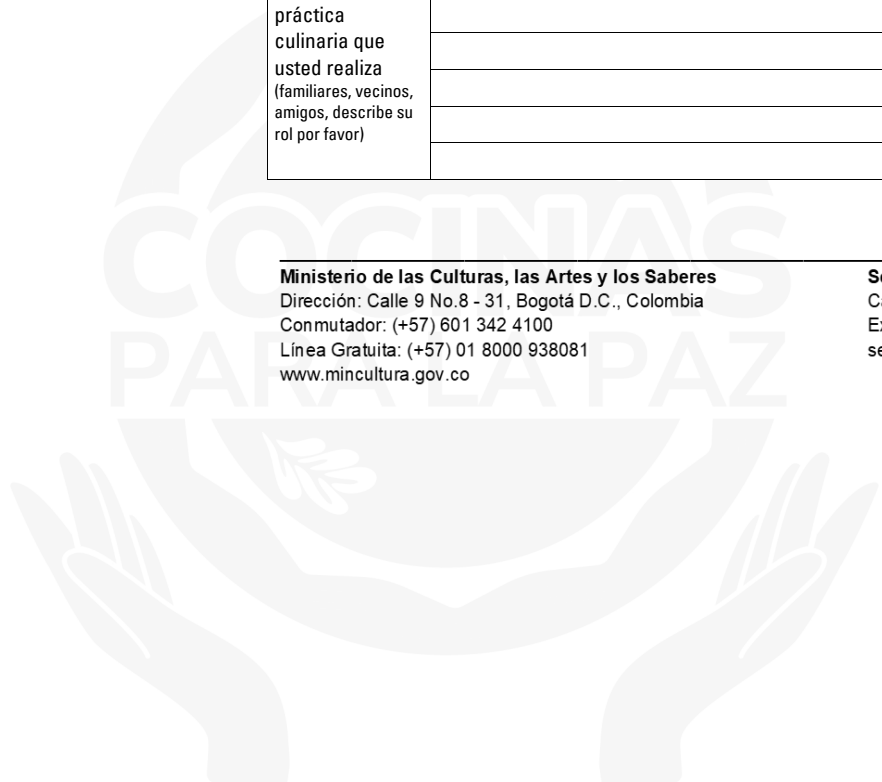 práctica
culinaria que
usted realiza
(familiares, vecinos,
amigos, describe su
rol por favor)
COCINAS
PARA LA PAZ
Ministerio de las Culturas, las Artes y los Saberes
Dirección: Calle 9 No.8 - 31, Bogotá D.C., Colombia
Conmutador: (+57) 601 342 4100
Línea Gratuita: (+57) 01 8000 938081
www.mincultura.gov.co